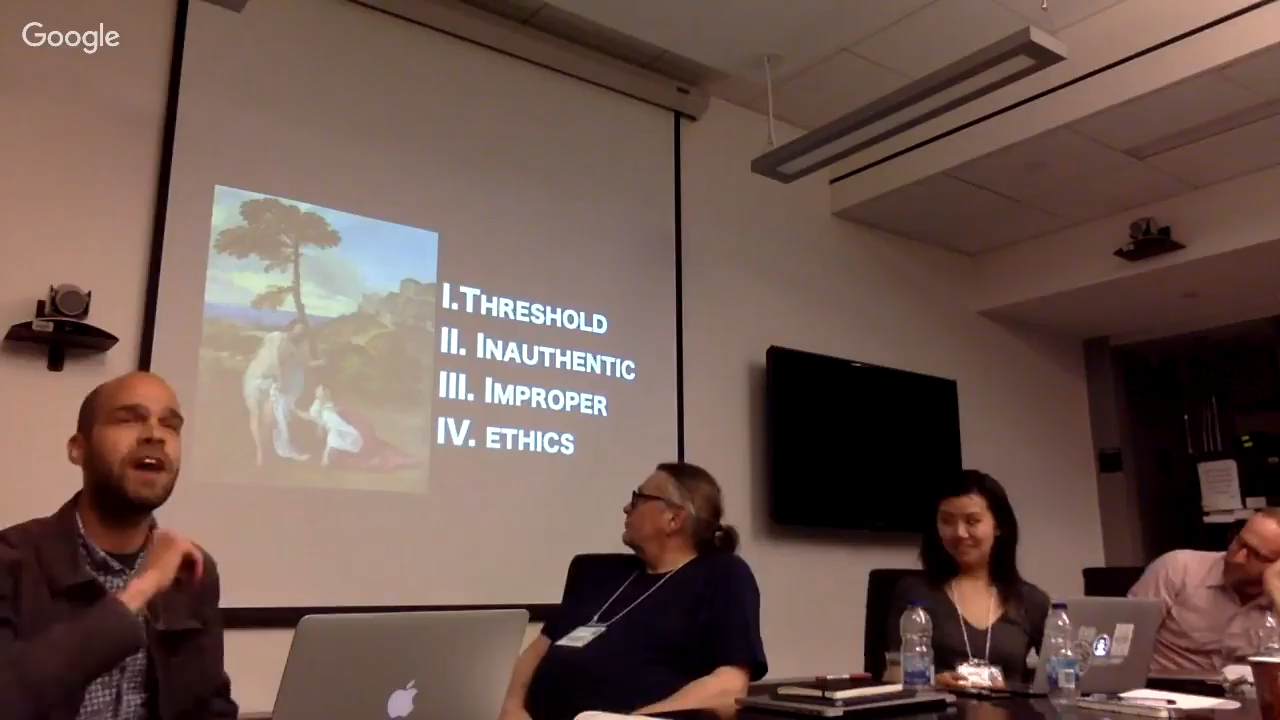 Google
I.THRESHOLD
II. INAUTHENTIC
III. IMPROPER
IV. ETHICS